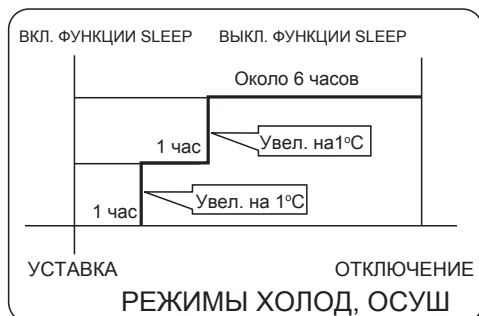 ВКЛ. ФУНКЦИИ SLEEP ВЫКЛ. ФУНКЦИИ SLEEP
Около 6 часов
1 час Увел. на1°C
1 час Увел. на 1°C
УСТАВКА ОТКЛЮЧЕНИЕ
РЕЖИМЫ ХОЛОД, ОСУШ